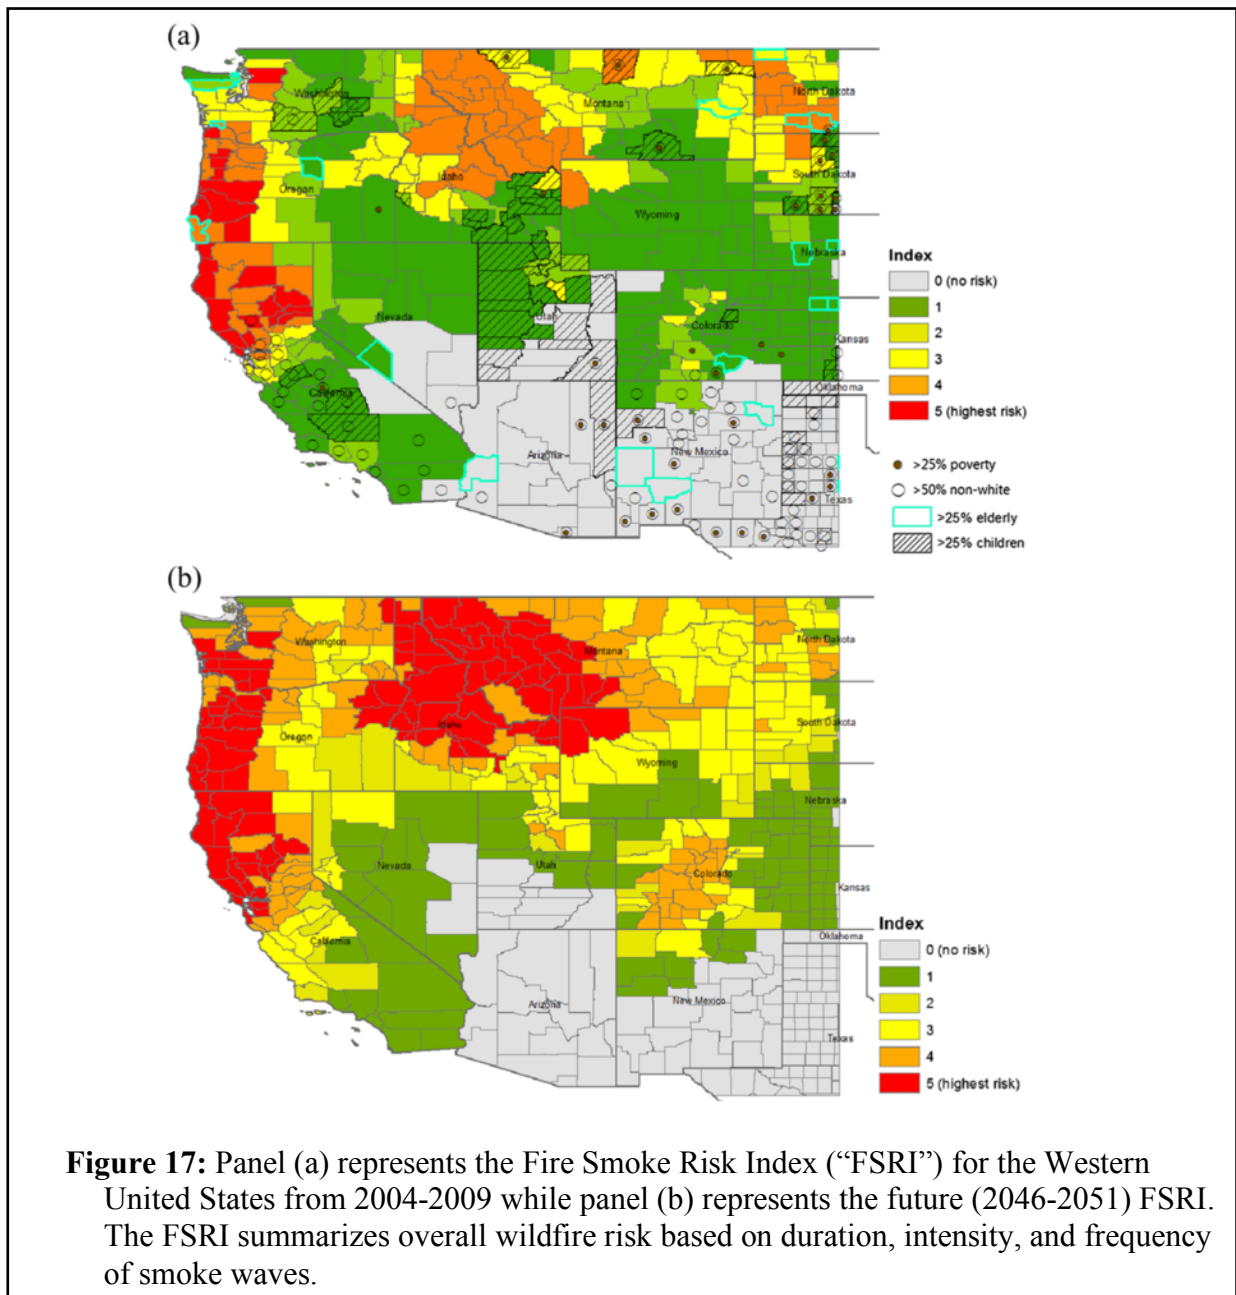 (a)
Washington
Montana
North Dakota
Oregon
Idaho
South Dakota
Wyoming
Nebraska
Nevada
Utah
Colorado
Kansas
California
Oklahoma
Arizona
New Mexico
Texas
Index
0 (no risk)
1
2
3
4
5 (highest risk)
>25% poverty
>50% non-white
>25% elderly
>25% children
(b)
Washington
Montana
North Dakota
Idaho
South Dakota
Oregon
Wyoming
Nebraska
Nevada
Utah
Colorado
Kansas
California
Oklahoma
Arizona
New Mexico
Texas
Index
0 (no risk)
1
2
3
4
5 (highest risk)
Figure 17: Panel (a) represents the Fire Smoke Risk Index (“FSRI”) for the Western
United States from 2004-2009 while panel (b) represents the future (2046-2051) FSRI.
The FSRI summarizes overall wildfire risk based on duration, intensity, and frequency
of smoke waves.